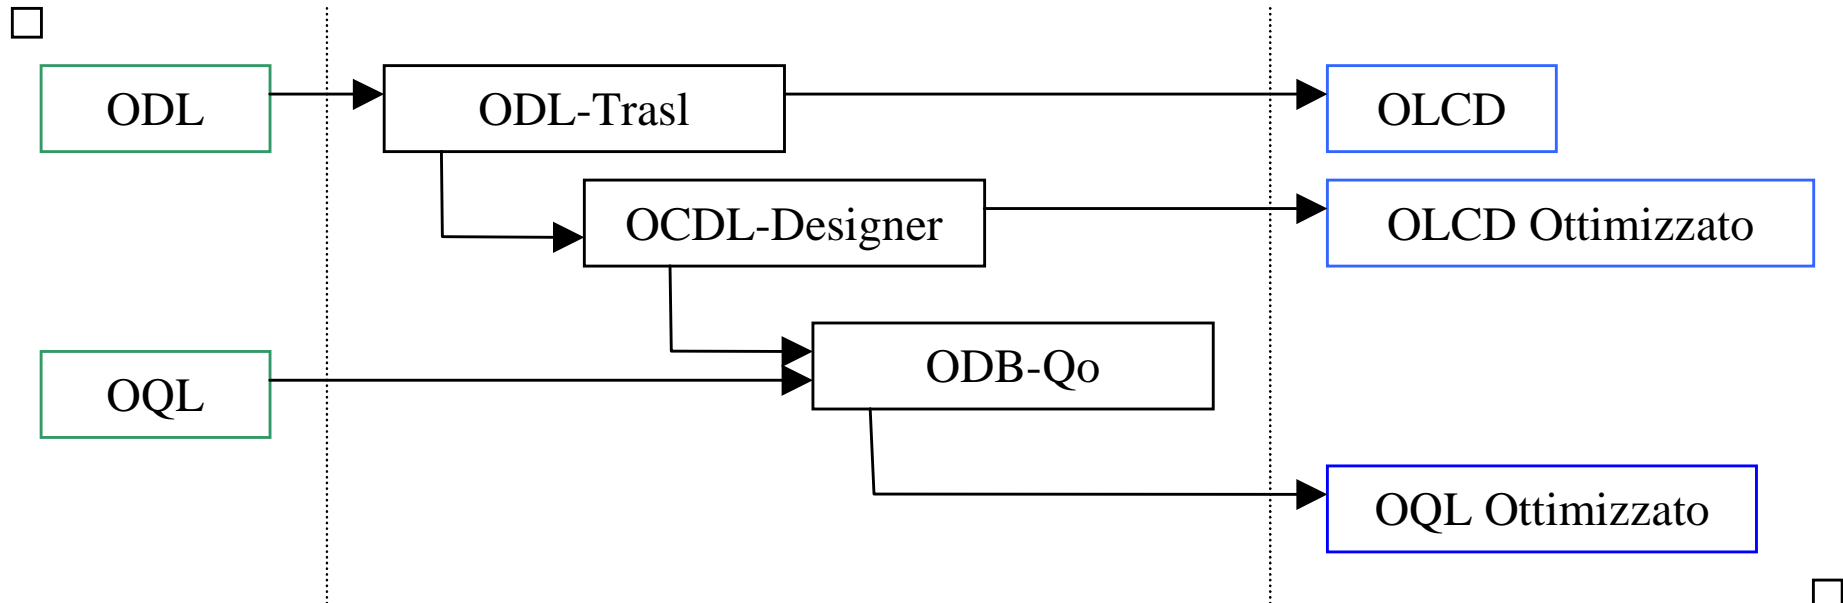 ODL
ODL-Trasl
OLCD
OCDL-Designer
OLCD Ottimizzato
ODB-Qo
OQL
OQL Ottimizzato